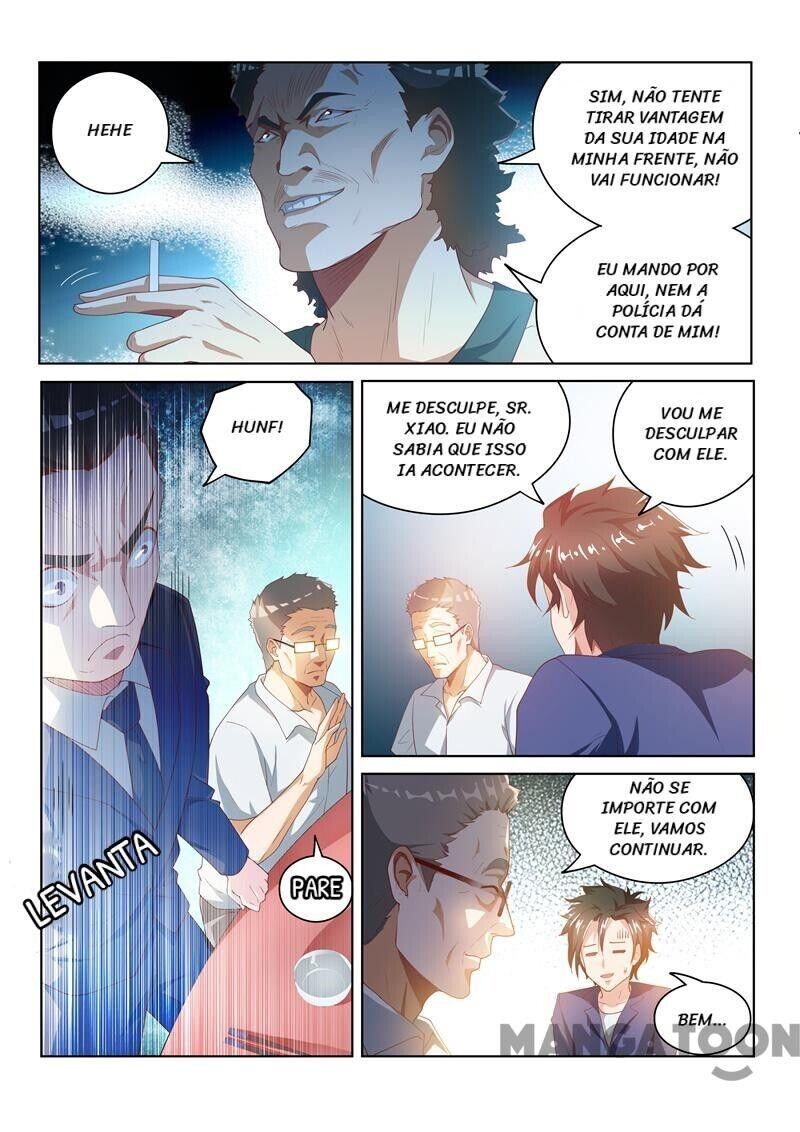 HEHE
SIM, NÃO TENTE
TIRAR VANTAGEM
DA SUA IDADE NA
MINHA FRENTE, NÃO
VAI FUNCIONAR!
EU MANDO POR
AQUI, NEM A
POLÍCIA DÁ
CONTA DE MIM!
HUNF!
LEVANTA
PARE
ME DESCULPE, SR.
XIAO. EU NÃO
SABIA QUE ISSO
IA ACONTECER.
VOU ME
DESCULPAR
COM ELE.
NÃO SE
IMPORTE COM
ELE, VAMOS
CONTINUAR.
BEM...
MANGATOON